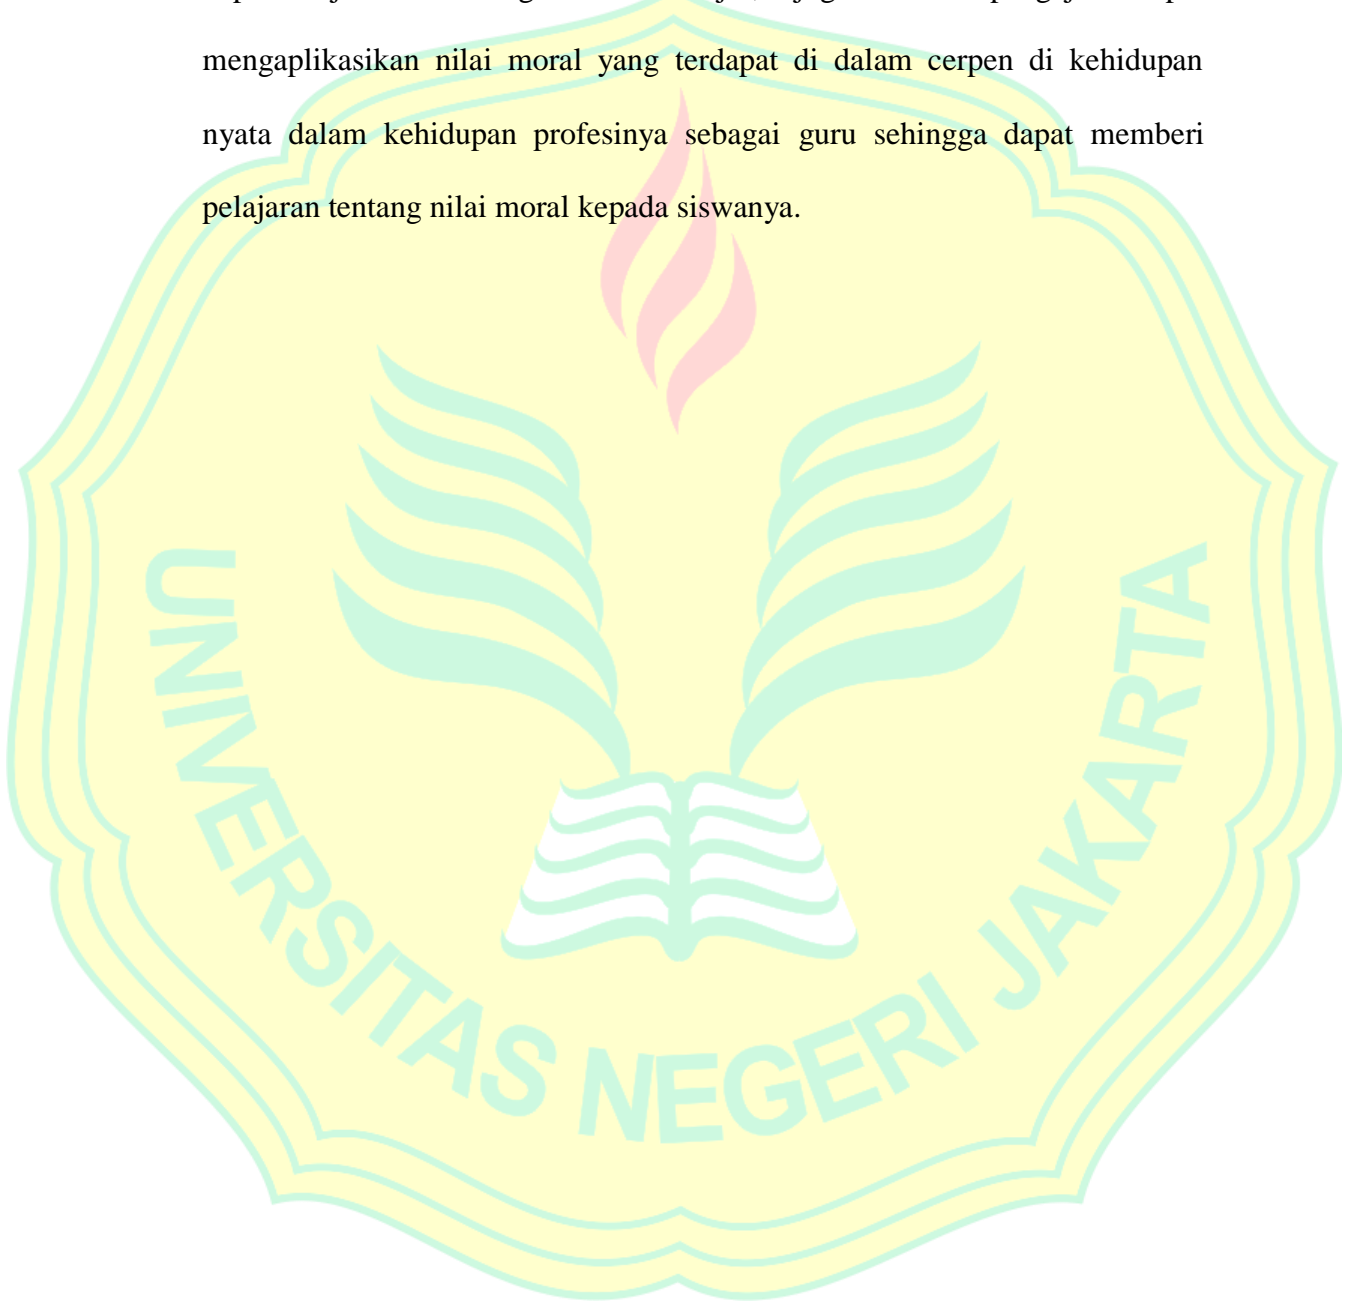 mengaplikasikan nilai moral yang terdapat di dalam cerpen di kehidupan
nyata dalam kehidupan profesinya sebagai guru sehingga dapat memberi
pelajaran tentang nilai moral kepada siswanya.
UNIVERSITAS NEGERI JAKARTA